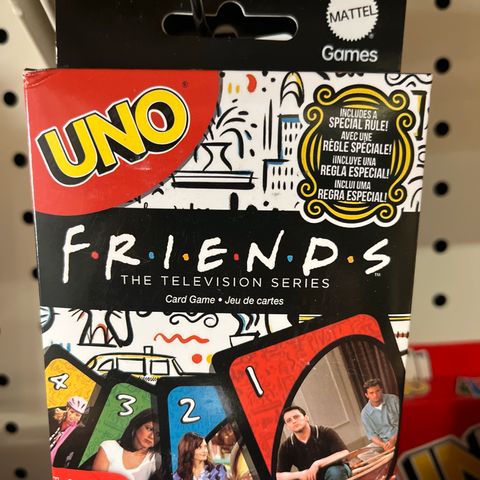 MATTEL
Games
UNO
INCLUDES A
SPECIAL RULE!
AVEC UNE
RÈGLE SPÉCIALE!
¡INCLUYE UNA
REGLA ESPECIAL!
INCLUI UMA
REGRA ESPECIAL!
F·R·I·E·N·D·S
THE TELEVISION SERIES
Card Game • Jeu de cartes
4
3
2
1